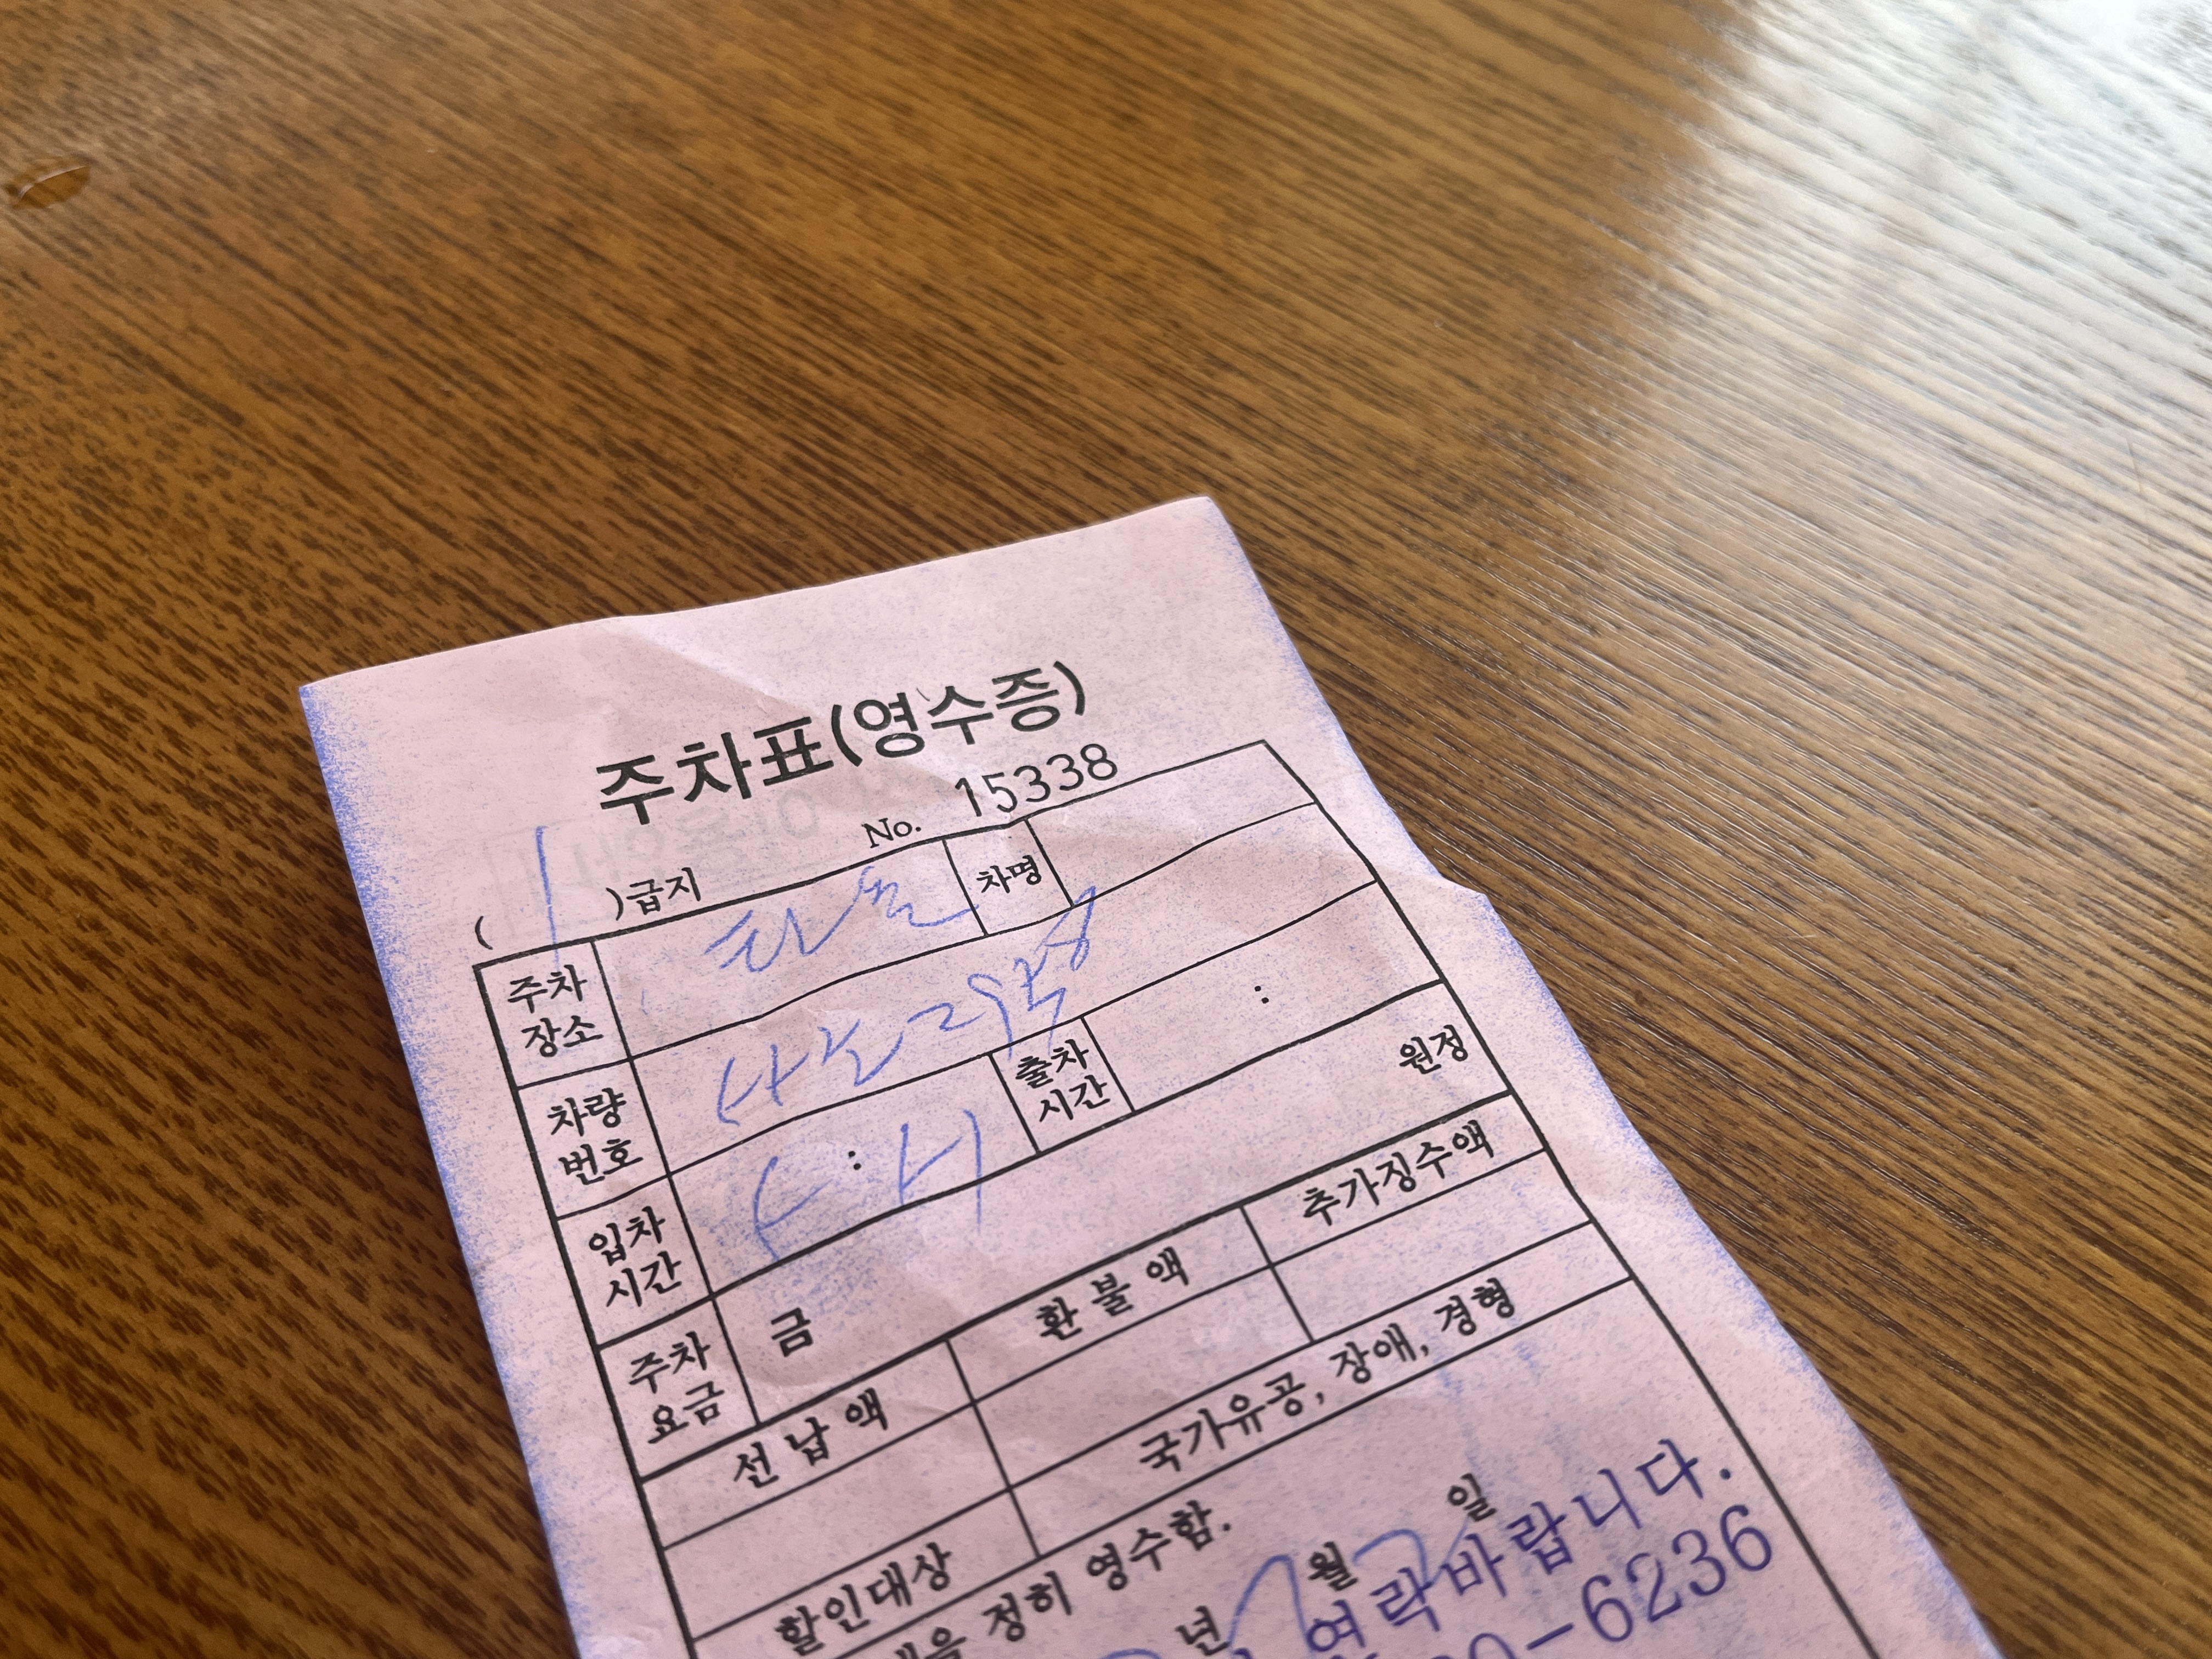 주차표(영수증)
No. 15338
( 1 )급지
주차장소 차명
차량번호
입차시간 : 출차시간 :
주차요금 금 원정
선납액 환불액 추가징수액
할인대상 국가유공, 장애, 경형
정히 영수함.
년 월 일
연락바랍니다.
-6236